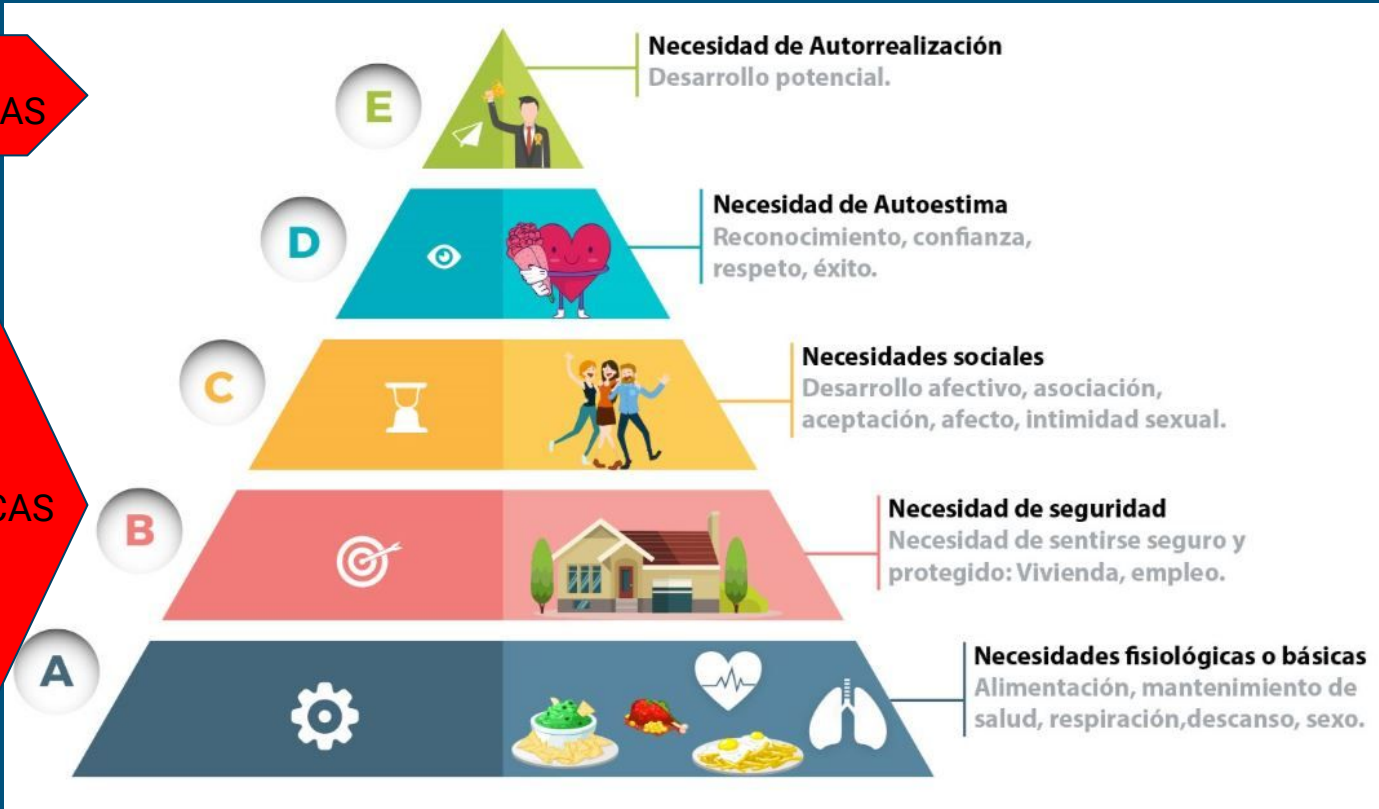 E
Necesidad de Autorrealización
Desarrollo potencial.
AS
D
Necesidad de Autoestima
Reconocimiento, confianza,
respeto, éxito.
C
Necesidades sociales
Desarrollo afectivo, asociación,
aceptación, afecto, intimidad sexual.
CAS
B
Necesidad de seguridad
Necesidad de sentirse seguro y
protegido: Vivienda, empleo.
A
Necesidades fisiológicas o básicas
Alimentación, mantenimiento de
salud, respiración,descanso, sexo.